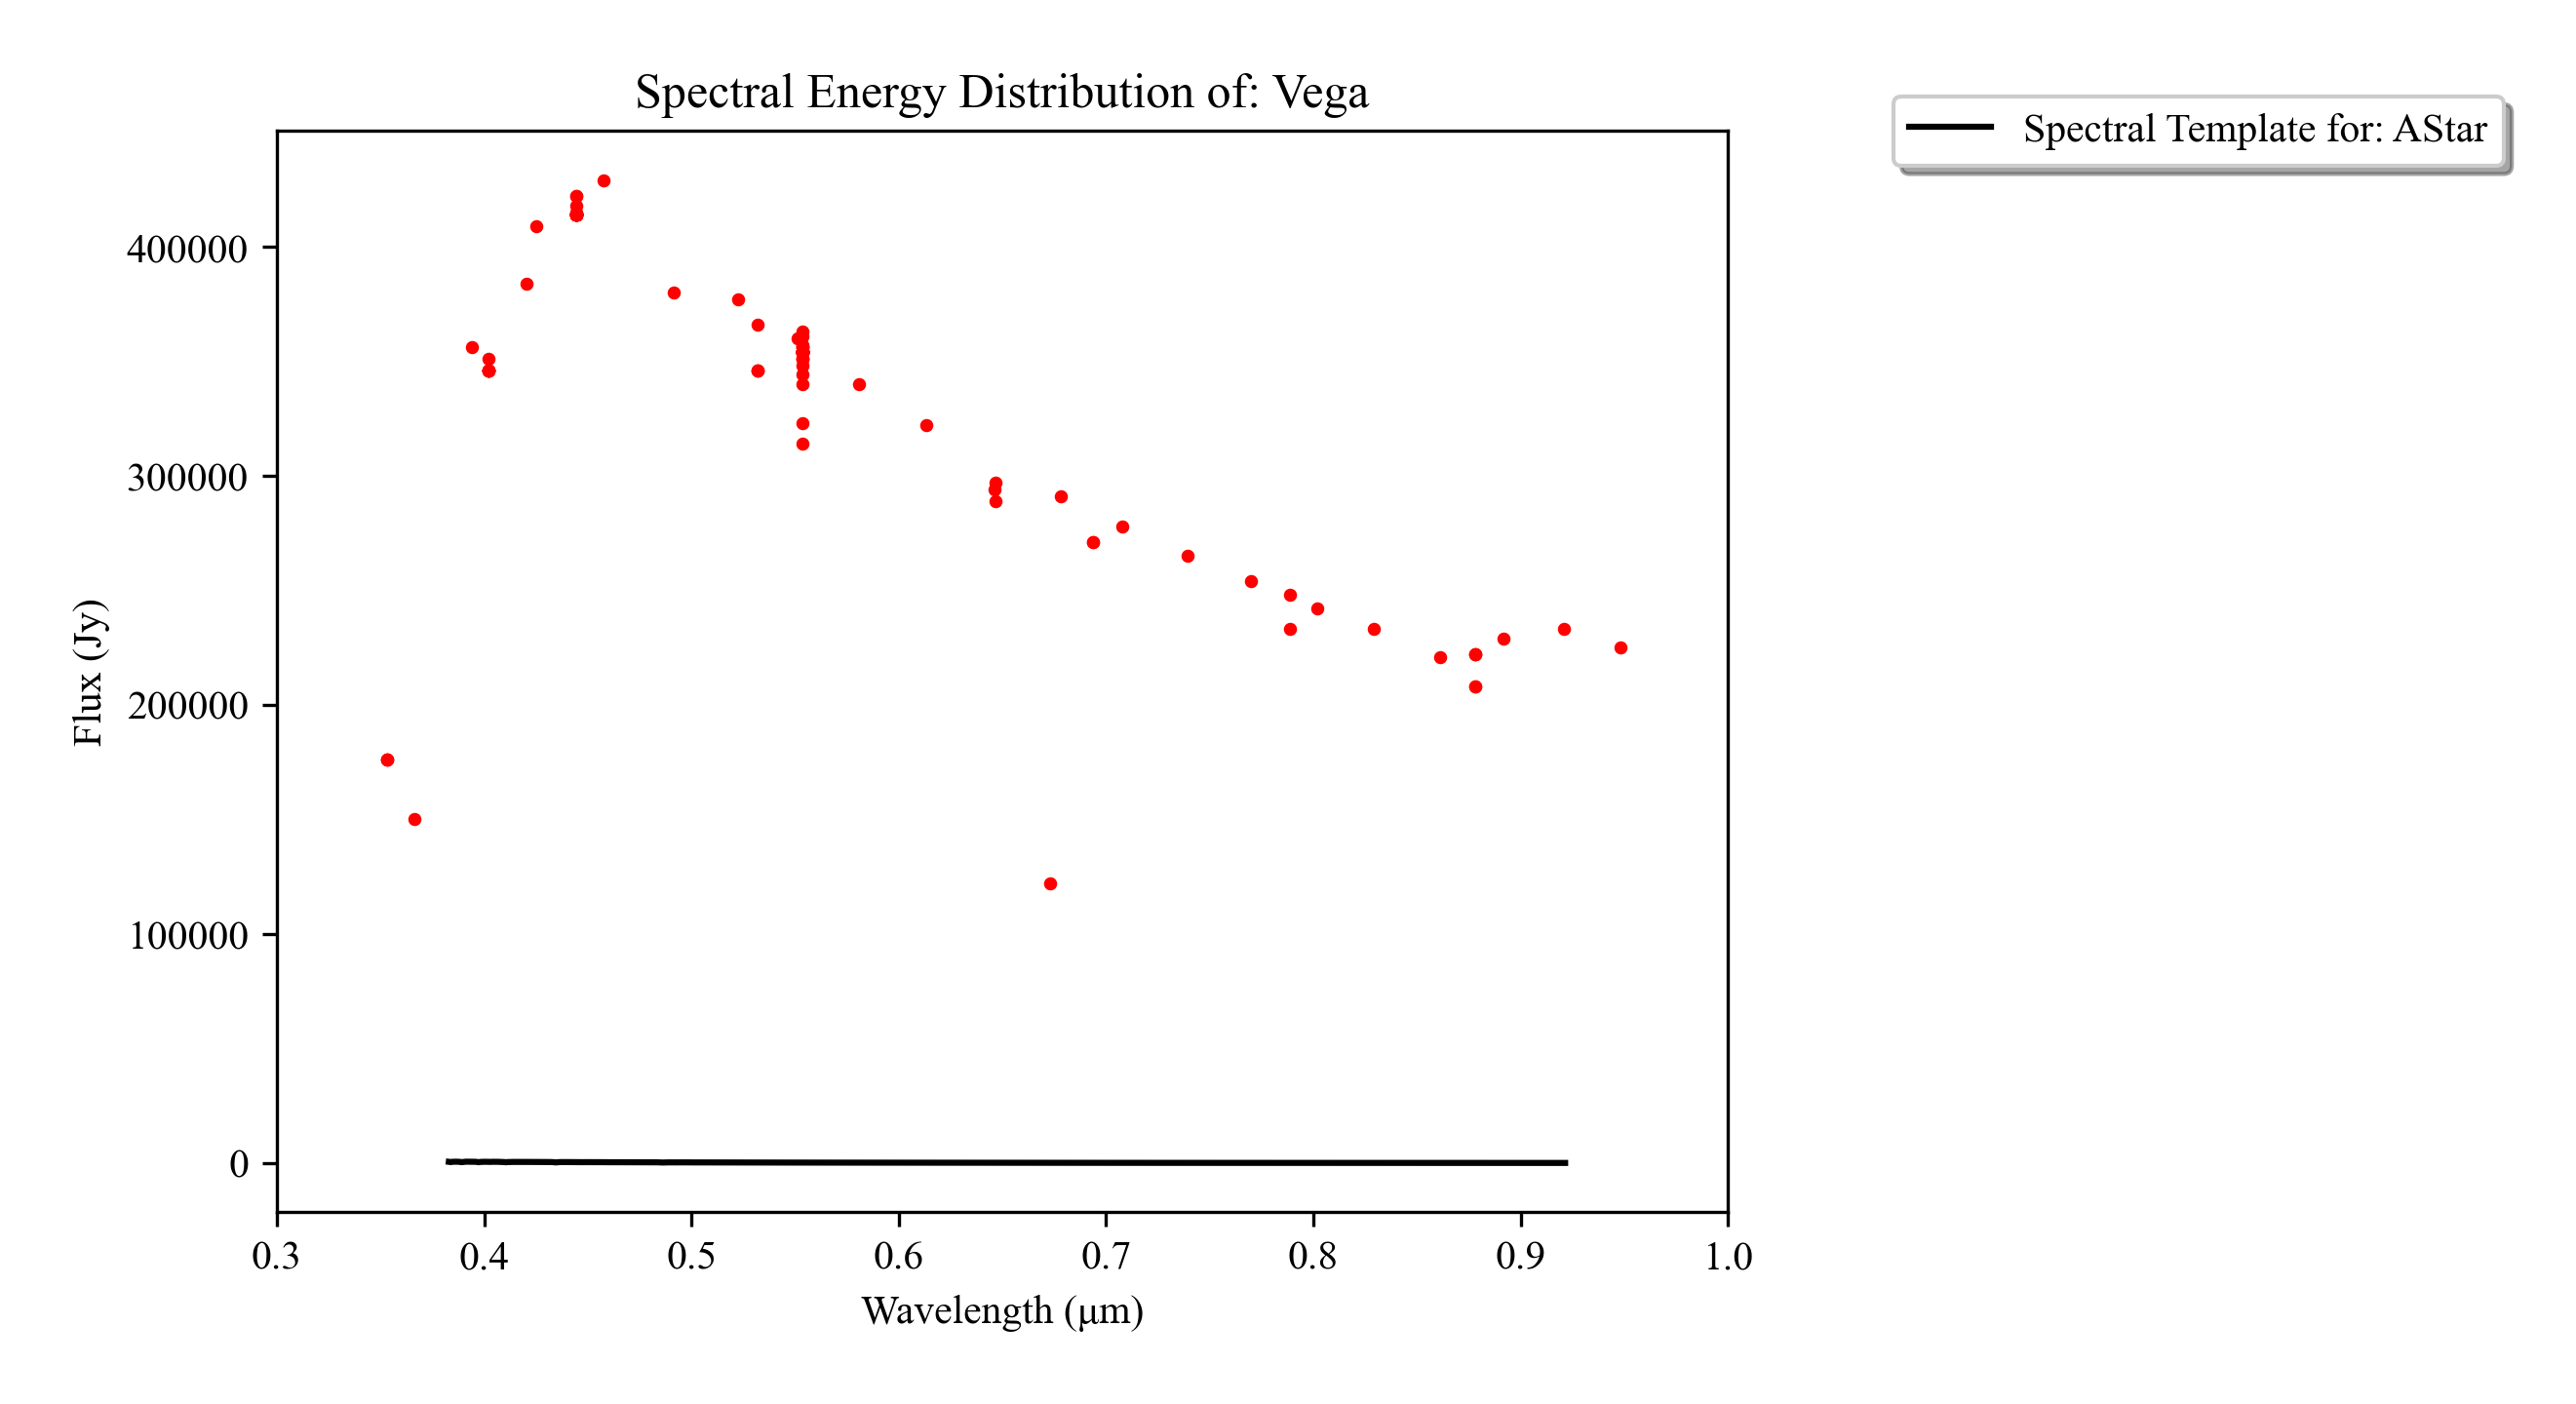 Spectral Energy Distribution of: Vega
Spectral Template for: AStar
Flux (Jy)
400000
300000
200000
100000
0
0.3 0.4 0.5 0.6 0.7 0.8 0.9 1.0
Wavelength (μm)